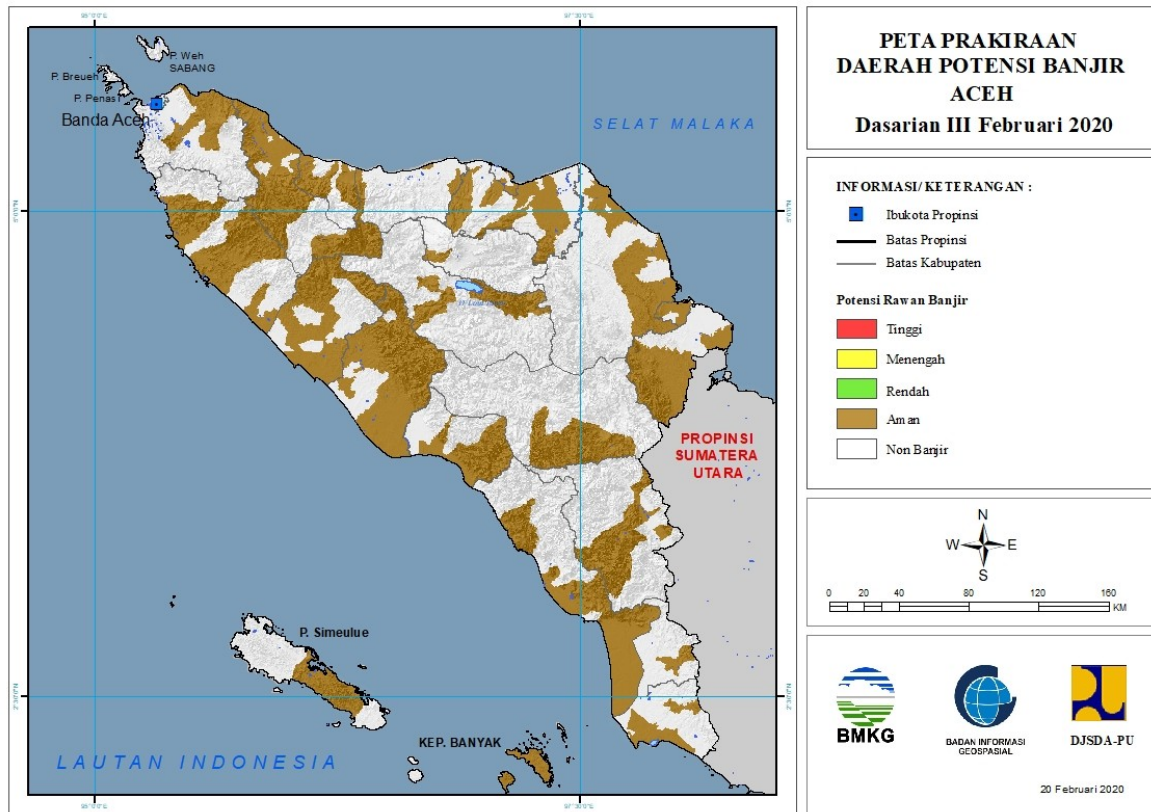 PETA PRAKIRAAN
DAERAH POTENSI BANJIR
ACEH
Dasarian III Februari 2020
INFORMASI/ KETERANGAN :
Ibukota Propinsi
Batas Propinsi
Batas Kabupaten
Potensi Rawan Banjir
Tinggi
Menengah
Rendah
Aman
Non Banjir
N
W E
S
0 20 40 80 120 160
KM
BMKG
BADAN INFORMASI
GEOSPASIAL
DJSDA-PU
20 Februari 2020
P. Weh
SABANG
P. Breueh
P. Penasi
Banda Aceh
SELAT MALAKA
PROPINSI
SUMATERA
UTARA
P. Simeulue
KEP. BANYAK
LAUTAN INDONESIA